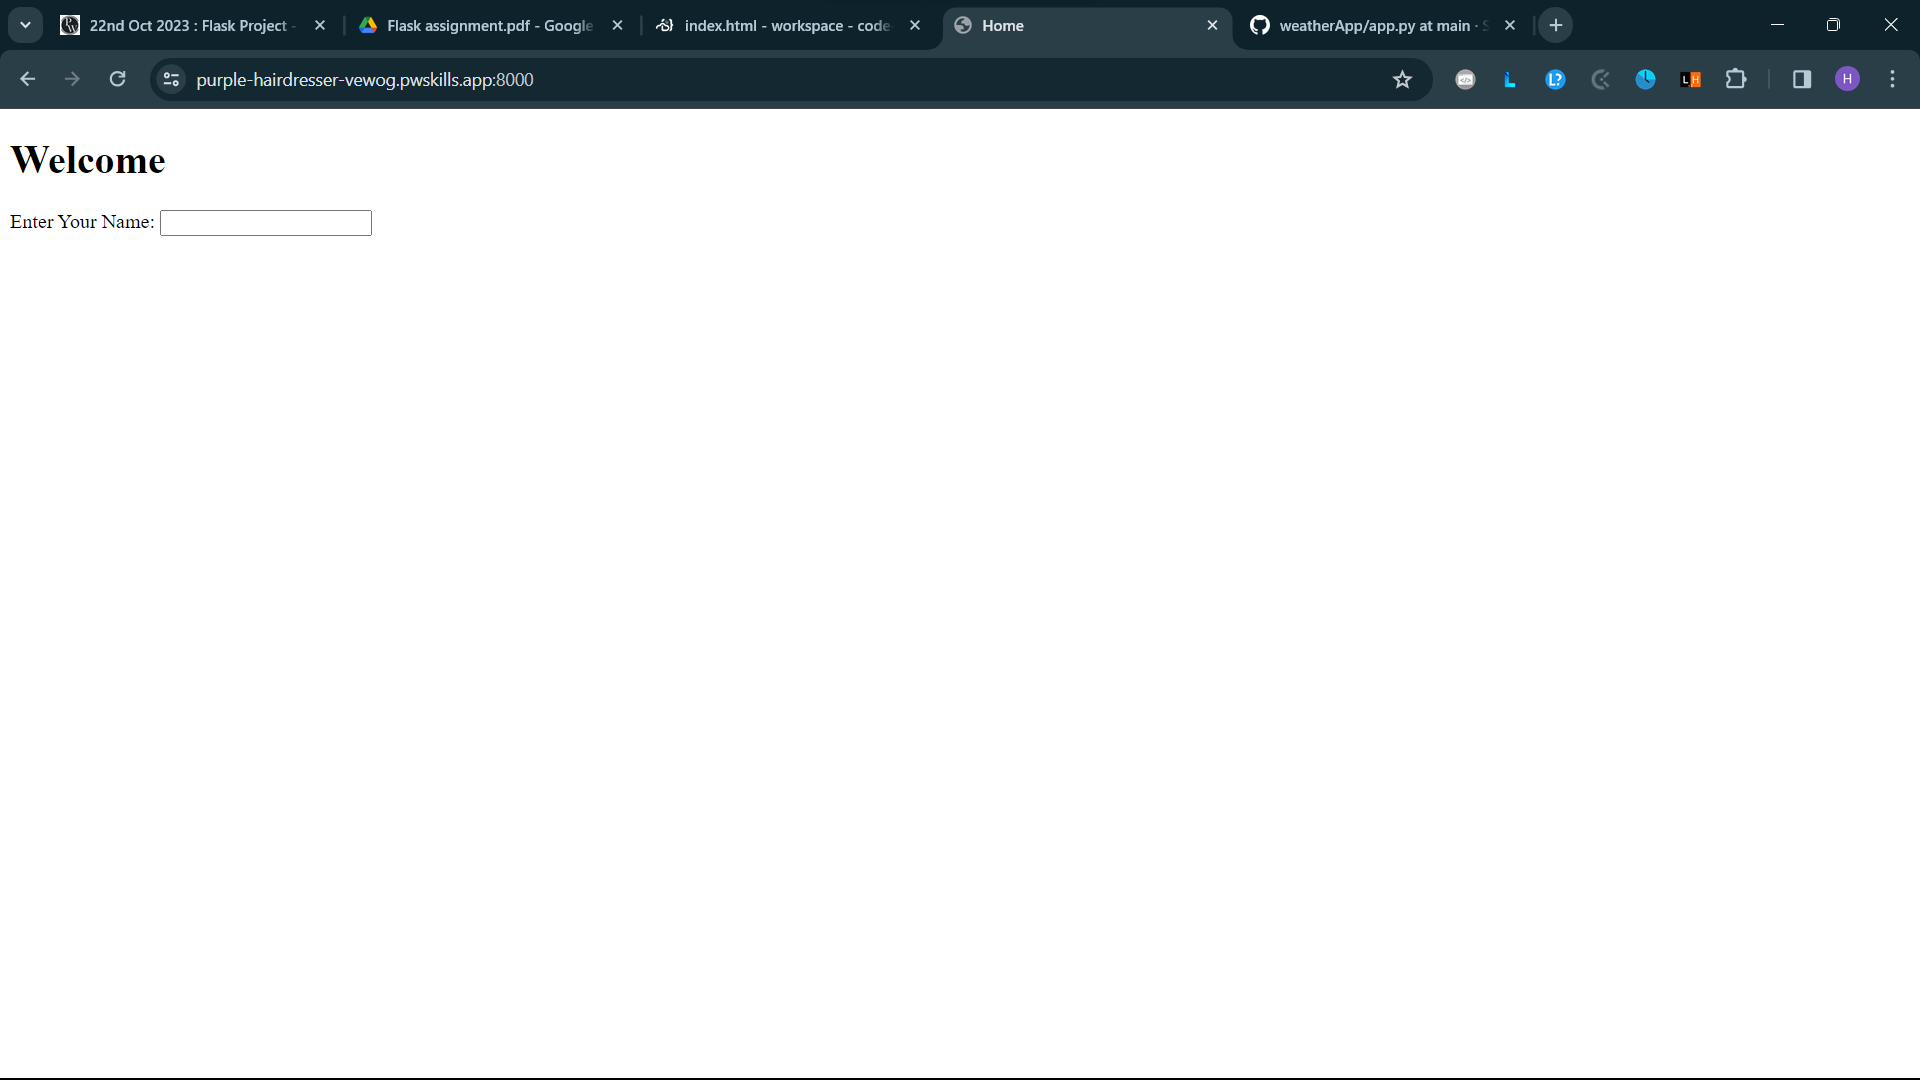 22nd Oct 2023 : Flask Project -
Flask assignment.pdf - Google
index.html - workspace - code-
Home
weatherApp/app.py at main · S
purple-hairdresser-vewog.pwskills.app:8000
L?
LH
H
Welcome
Enter Your Name: